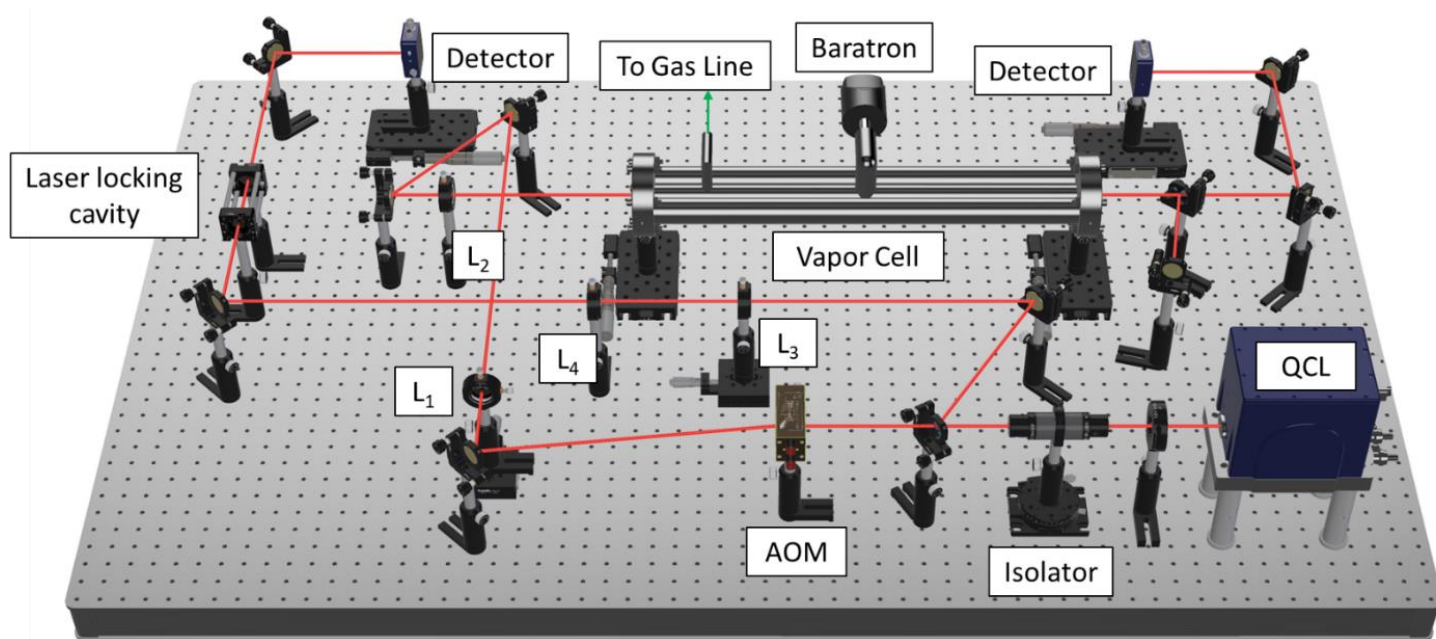 Detector
To Gas Line
Baratron
Detector
Laser locking
cavity
L₂
Vapor Cell
L₄
L₃
QCL
L₁
AOM
Isolator